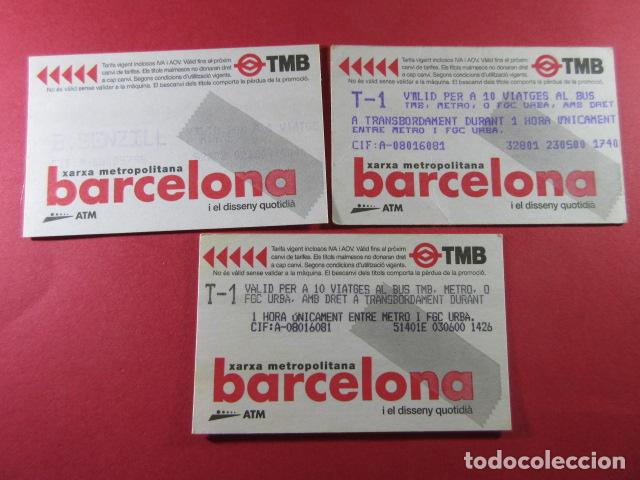 Tarifa vigent inclosos IVA i AOV. Vàlid fins al pròxim
canvi de tarifes. Els títols malmesos no donaran dret
a cap canvi. Segons condicions d'utilització vigents.
No és vàlid sense validar a la màquina. El bescanvi dels títols comporta la pèrdua de la promoció.
TMB
B.SENZILL
xarxa metropolitana
barcelona
i el disseny quotidià
ATM
Tarifa vigent inclosos IVA i AOV. Vàlid fins al pròxim
canvi de tarifes. Els títols malmesos no donaran dret
a cap canvi. Segons condicions d'utilització vigents.
No és vàlid sense validar a la màquina. El bescanvi dels títols comporta la pèrdua de la promoció.
TMB
T-1 VALID PER A 10 VIATGES AL BUS
TMB, METRO, O FGC URBA, AMB DRET
A TRANSBORDAMENT DURANT 1 HORA ÚNICAMENT
ENTRE METRO I FGC URBA.
CIF:A-08016081 32801 230500 1740
xarxa metropolitana
barcelona
i el disseny quotidià
ATM
Tarifa vigent inclosos IVA i AOV. Vàlid fins al pròxim
canvi de tarifes. Els títols malmesos no donaran dret
a cap canvi. Segons condicions d'utilització vigents.
No és vàlid sense validar a la màquina. El bescanvi dels títols comporta la pèrdua de la promoció.
TMB
T-1 VALID PER A 10 VIATGES AL BUS TMB, METRO, O
FGC URBA, AMB DRET A TRANSBORDAMENT DURANT
1 HORA ÚNICAMENT ENTRE METRO I FGC URBA.
CIF:A-08016081 51401E 030600 1426
xarxa metropolitana
barcelona
i el disseny quotidià
ATM
todocoleccion